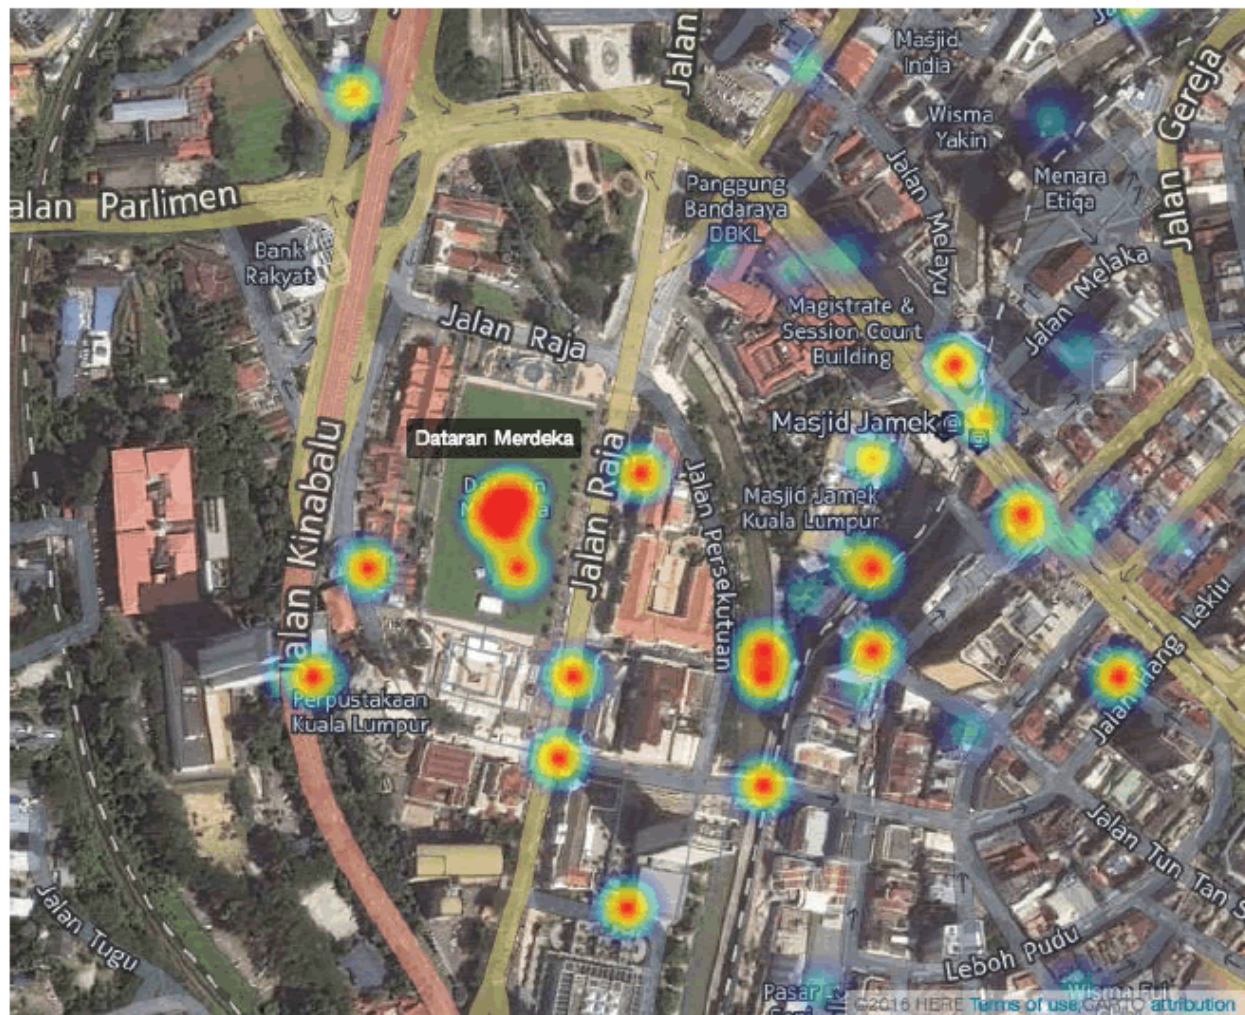 Jalan
Masjid
India
Jalan Gereja
Wisma
Yakin
Jalan Melayu
Menara
Etiqa
alan Parlimen
Panggung
Bandaraya
DBKL
Bank
Rakyat
Jalan Melaka
Jalan Raja
Magistrate &
Session Court
Building
Masjid Jamek
Dataran Merdeka
Jalan Kinabalu
Jalan Raja
Jalan Persekutuan
Masjid Jamek
Kuala Lumpur
Jalan Hang Lekiu
Perpustakaan
Kuala Lumpur
Jalan Tun Tan S
Jalan Tugu
Leboh Pudu
Pasar
©2016 HERE Terms of use, CARTO attribution